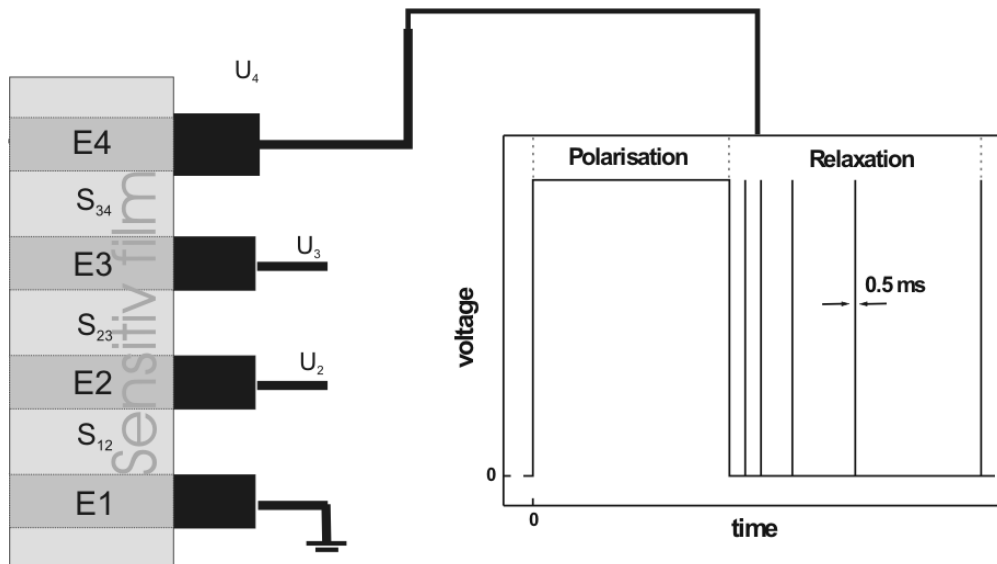 U₄
E4
S₃₄
E3
U₃
S₂₃
E2
U₂
S₁₂
E1
Sensitiv film
Polarisation
Relaxation
0.5 ms
voltage
0
0
time